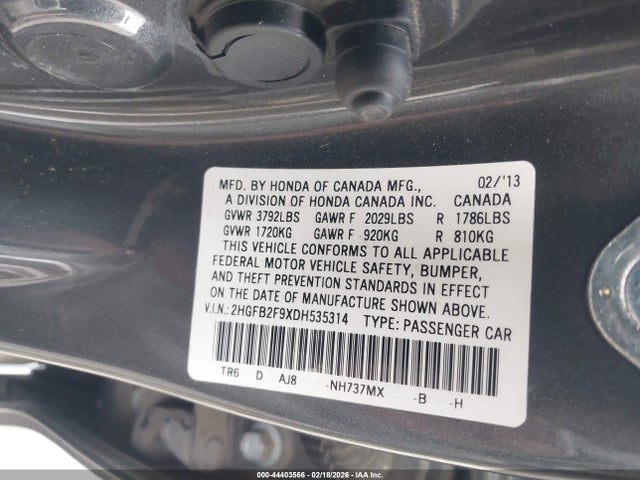 MFD. BY HONDA OF CANADA MFG., 02/'13
A DIVISION OF HONDA CANADA INC. CANADA
GVWR 3792LBS GAWR F 2029LBS R 1786LBS
GVWR 1720KG GAWR F 920KG R 810KG
THIS VEHICLE CONFORMS TO ALL APPLICABLE
FEDERAL MOTOR VEHICLE SAFETY, BUMPER,
AND THEFT PREVENTION STANDARDS IN EFFECT
ON THE DATE OF MANUFACTURE SHOWN ABOVE.
V.I.N.: 2HGFB2F9XDH535314 TYPE: PASSENGER CAR
TR6 D AJ8 -NH737MX -B -H
000-44403566 - 02/18/2026 - IAA Inc.